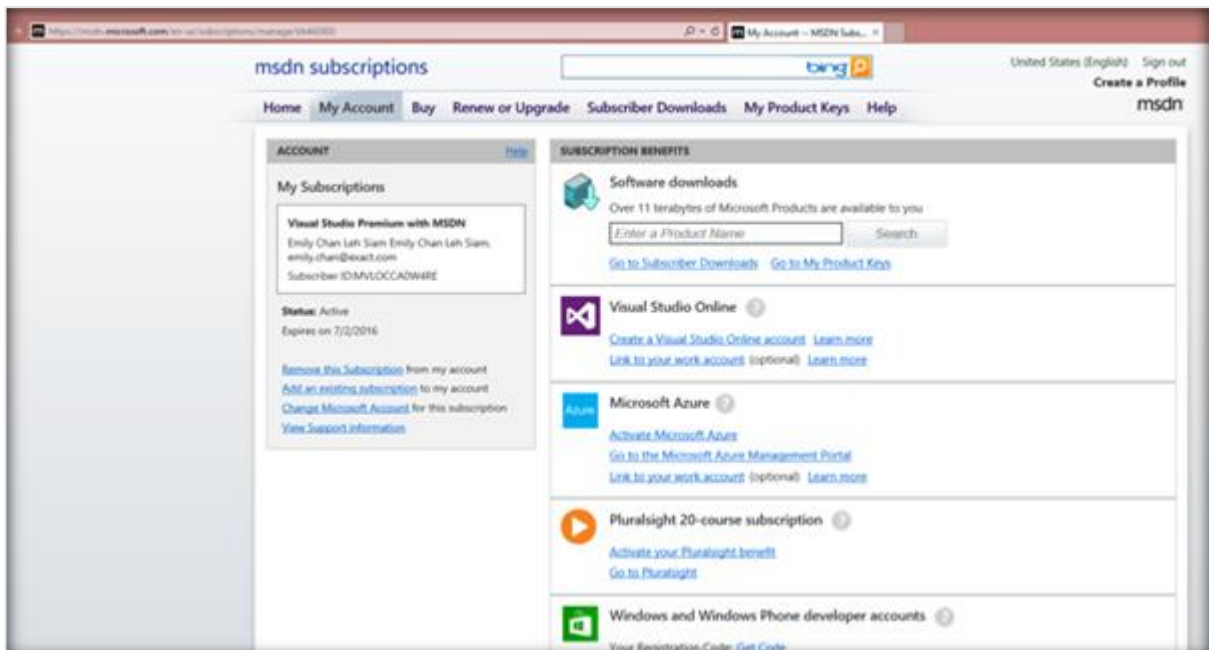 My Account -- MSDN Subs...
msdn subscriptions
bing
United States (English) Sign out
Create a Profile
msdn
Home My Account Buy Renew or Upgrade Subscriber Downloads My Product Keys Help
ACCOUNT Help
My Subscriptions
Visual Studio Premium with MSDN
Emily Chan Leh Siam Emily Chan Leh Siam,
emily.chan@exact.com
Subscriber ID:MVLOCCA0W4RE
Status: Active
Expires on 7/2/2016
Remove this Subscription from my account
Add an existing subscription to my account
Change Microsoft Account for this subscription
View Support information
SUBSCRIPTION BENEFITS
Software downloads
Over 11 terabytes of Microsoft Products are available to you
Enter a Product Name Search
Go to Subscriber Downloads Go to My Product Keys
Visual Studio Online
Create a Visual Studio Online account Learn more
Link to your work account (optional) Learn more
Azure
Microsoft Azure
Activate Microsoft Azure
Go to the Microsoft Azure Management Portal
Link to your work account (optional) Learn more
Pluralsight 20-course subscription
Activate your Pluralsight benefit
Go to Pluralsight
Windows and Windows Phone developer accounts
Your Registration Code: Get Code